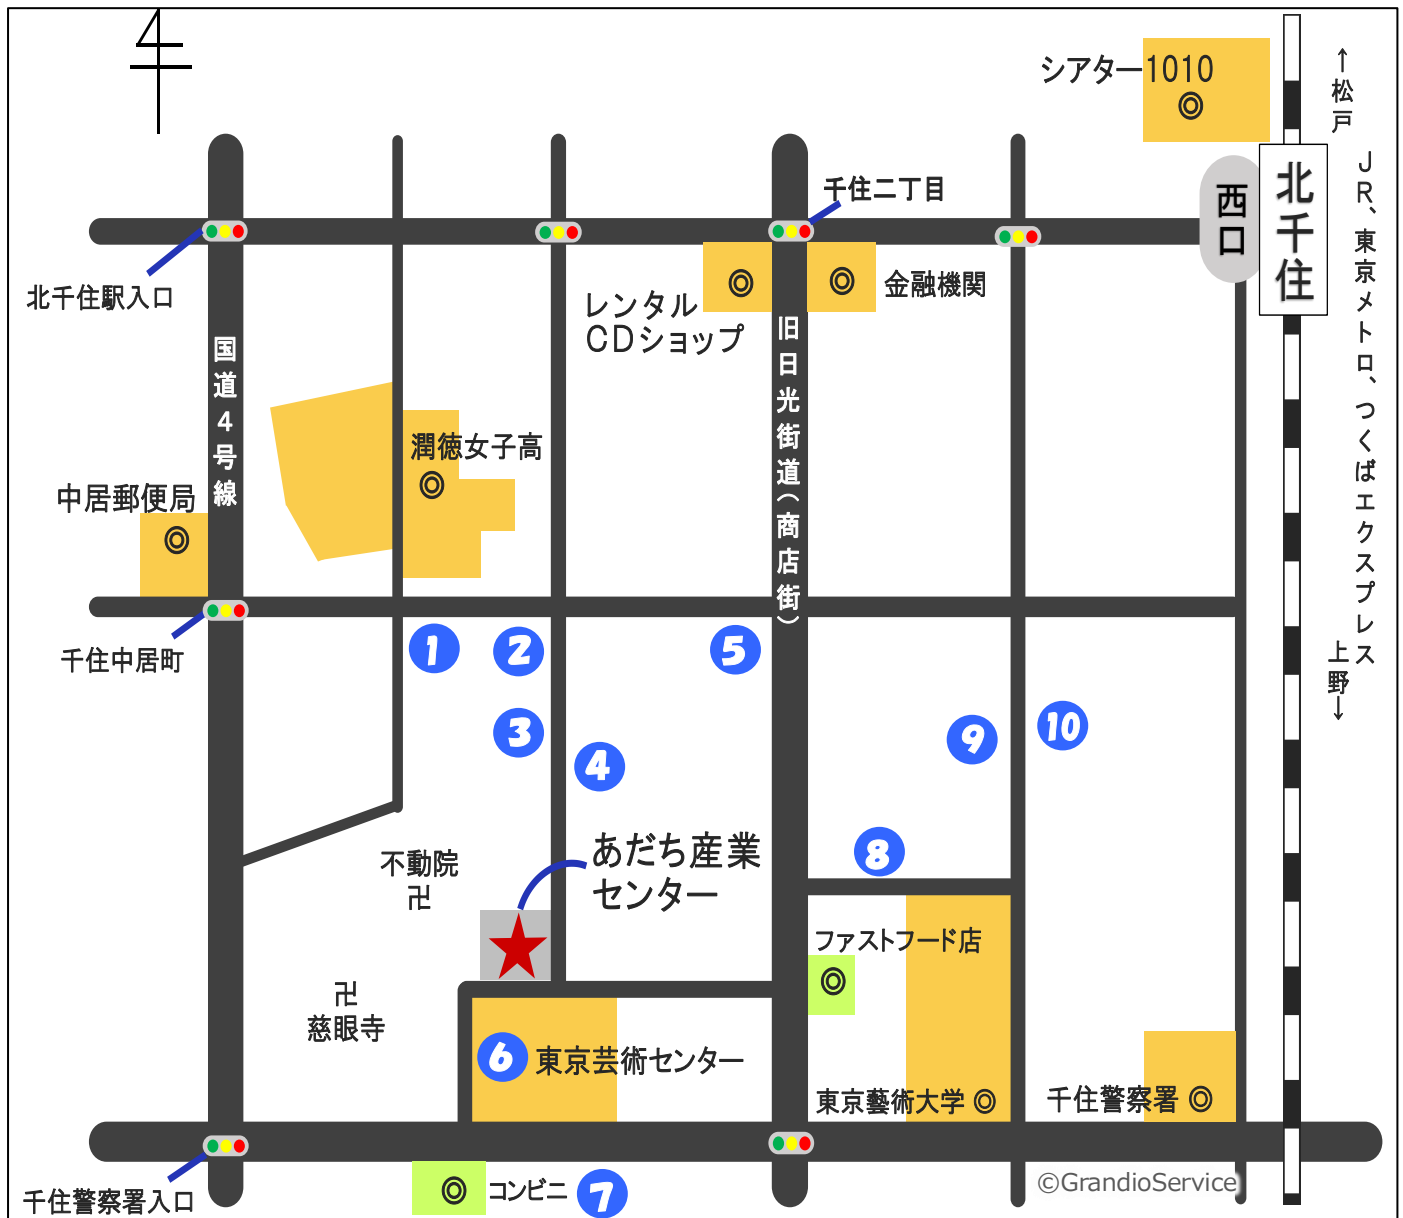 シアター1010
←松戸
北千住
西口
JR、東京メトロ、つくばエクスプレス
上野→
千住二丁目
北千住駅入口
レンタル
CDショップ
金融機関
国道4号線
旧日光街道(商店街)
潤徳女子高
中居郵便局
千住中居町
1
2
3
4
5
9
10
8
あだち産業
センター
不動院
卍
卍
慈眼寺
ファストフード店
6
東京芸術センター
東京藝術大学
千住警察署
千住警察署入口
コンビニ
7
©GrandioService